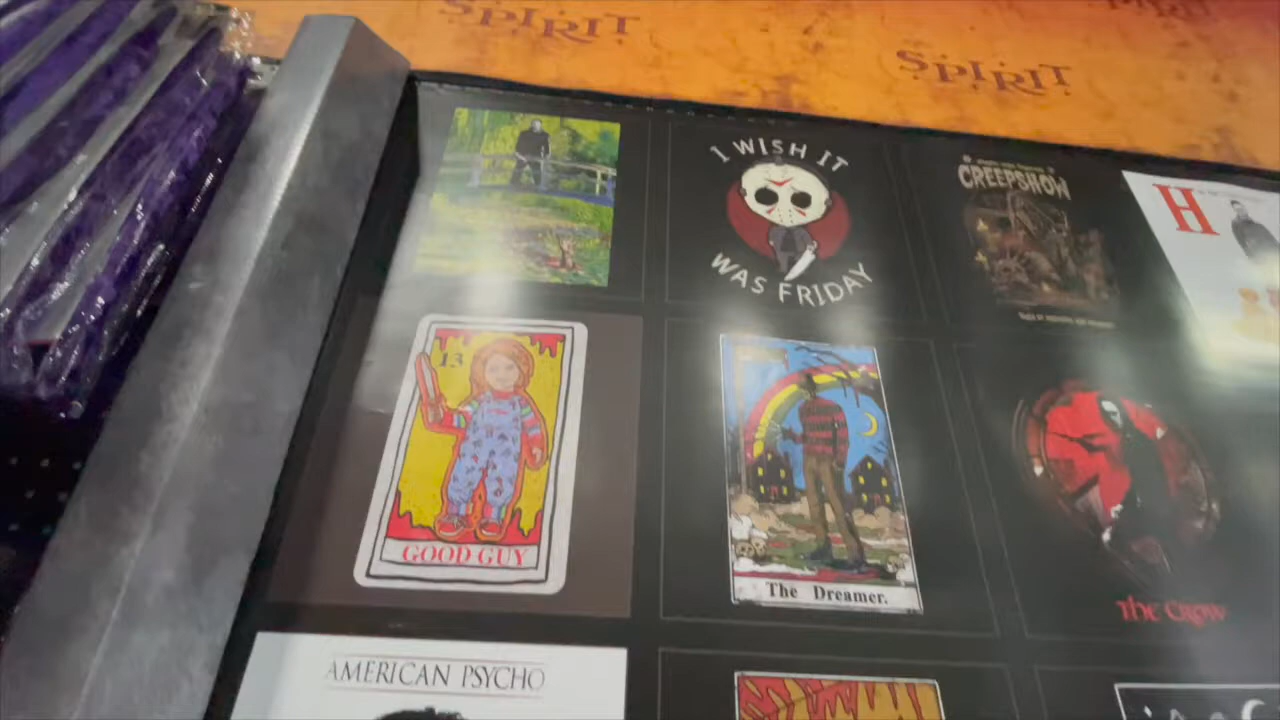 SPIRIT
SPIRIT
I WISH IT
WAS FRIDAY
CREEPSHOW
H
13
GOOD GUY
The Dreamer.
The Crow
AMERICAN PSYCHO